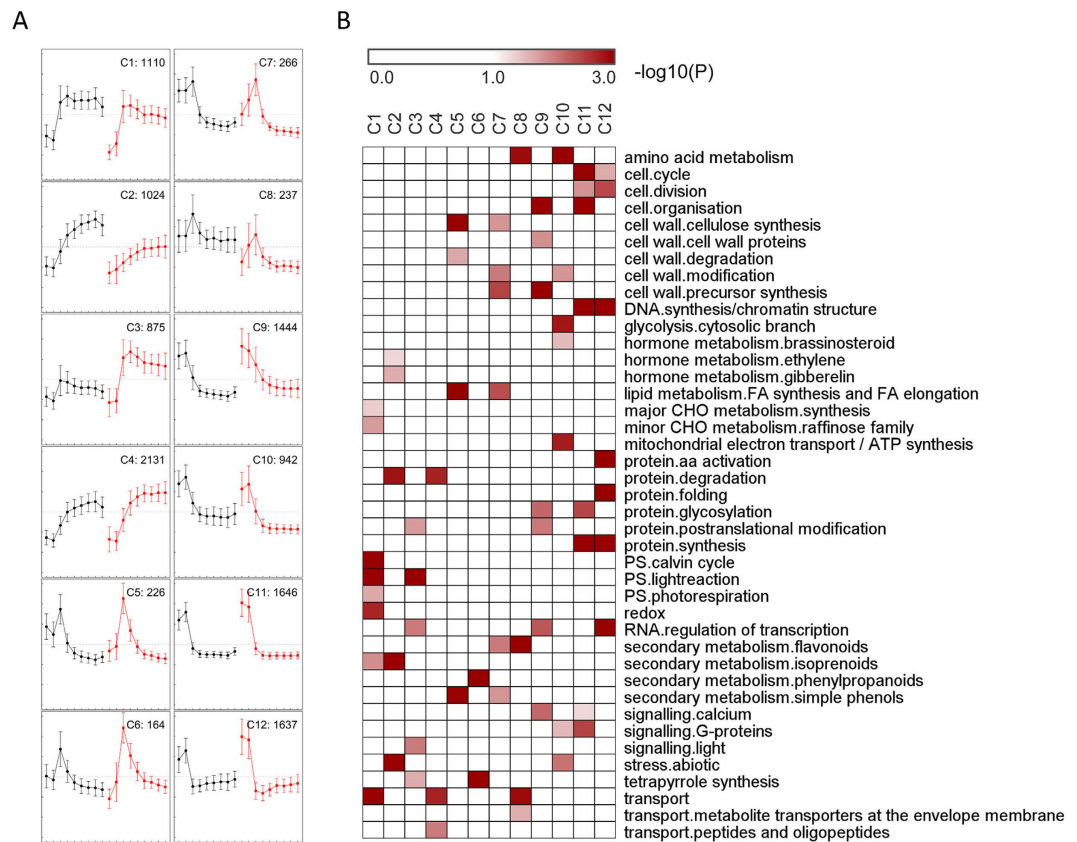 A
B
C1: 1110
C7: 266
C2: 1024
C8: 237
C3: 875
C9: 1444
C4: 2131
C10: 942
C5: 226
C11: 1646
C6: 164
C12: 1637
0.0 1.0 3.0
-log10(P)
C1 C2 C3 C4 C5 C6 C7 C8 C9 C10 C11 C12
amino acid metabolism
cell.cycle
cell.division
cell.organisation
cell wall.cellulose synthesis
cell wall.cell wall proteins
cell wall.degradation
cell wall.modification
cell wall.precursor synthesis
DNA.synthesis/chromatin structure
glycolysis.cytosolic branch
hormone metabolism.brassinosteroid
hormone metabolism.ethylene
hormone metabolism.gibberelin
lipid metabolism.FA synthesis and FA elongation
major CHO metabolism.synthesis
minor CHO metabolism.raffinose family
mitochondrial electron transport / ATP synthesis
protein.aa activation
protein.degradation
protein.folding
protein.glycosylation
protein.postranslational modification
protein.synthesis
PS.calvin cycle
PS.lightreaction
PS.photorespiration
redox
RNA.regulation of transcription
secondary metabolism.flavonoids
secondary metabolism.isoprenoids
secondary metabolism.phenylpropanoids
secondary metabolism.simple phenols
signalling.calcium
signalling.G-proteins
signalling.light
stress.abiotic
tetrapyrrole synthesis
transport
transport.metabolite transporters at the envelope membrane
transport.peptides and oligopeptides